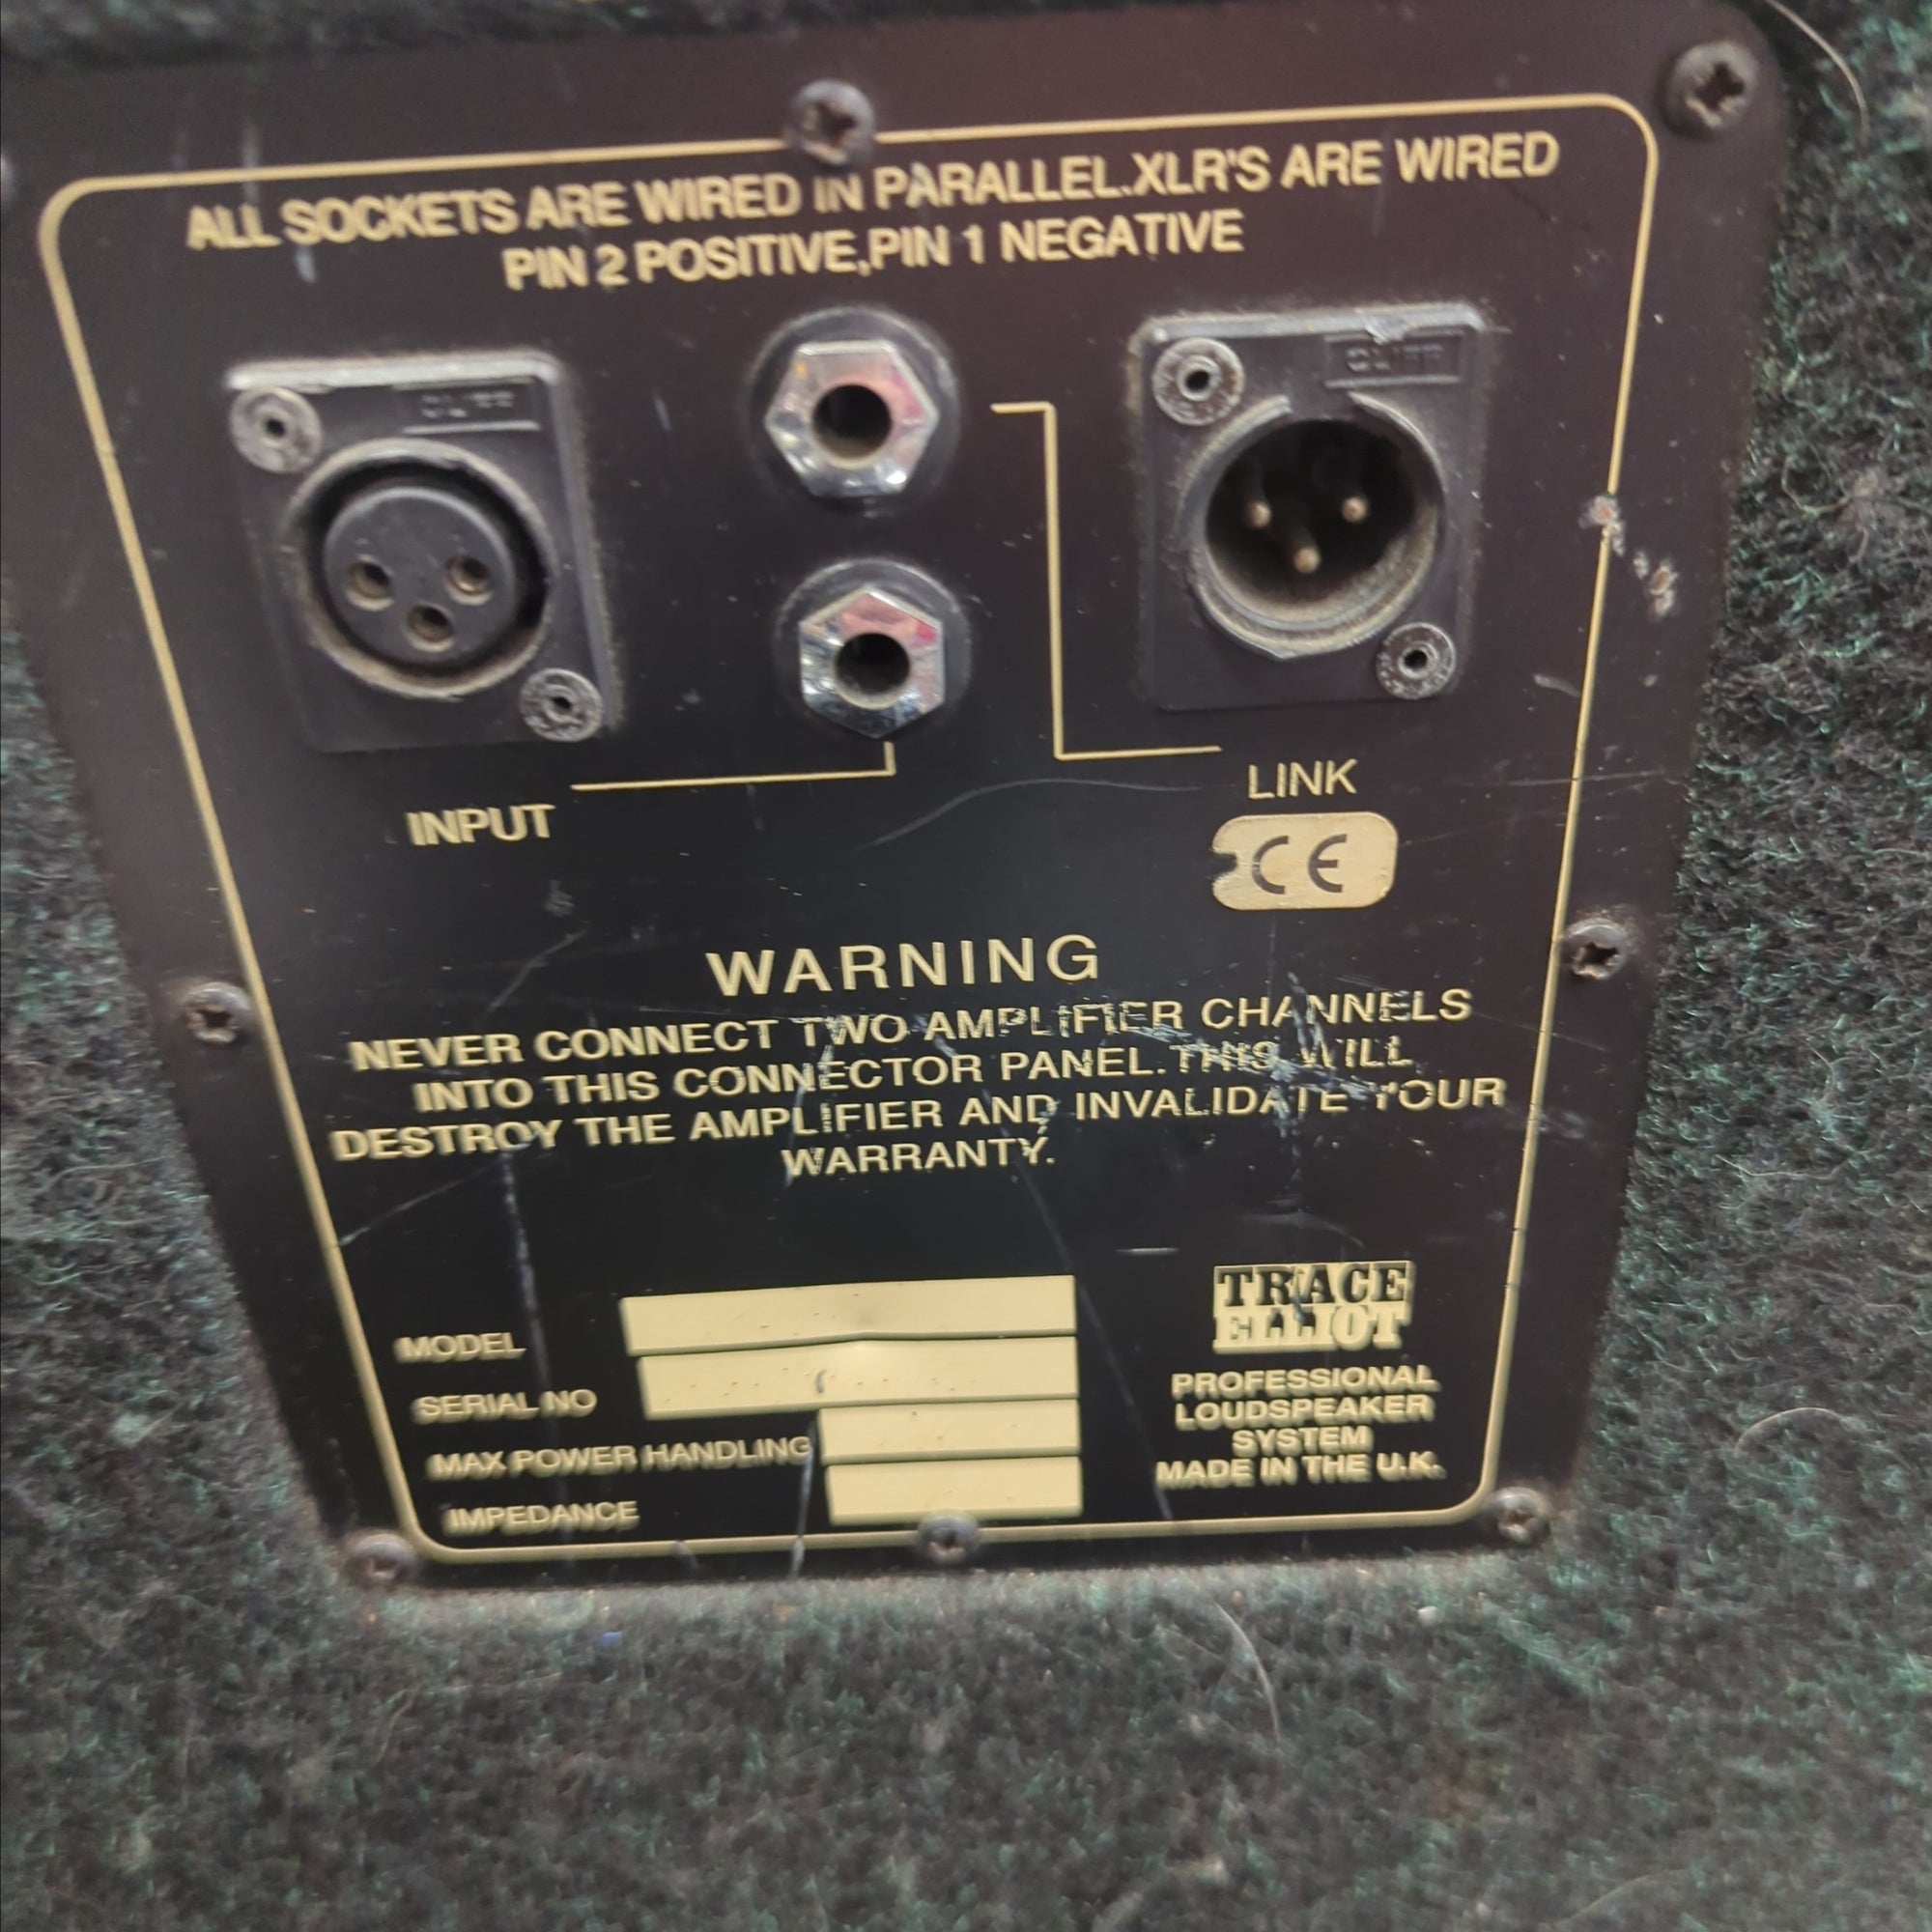 ALL SOCKETS ARE WIRED IN PARALLEL.XLR'S ARE WIRED
PIN 2 POSITIVE,PIN 1 NEGATIVE
CLIFF
CLIFF
INPUT
LINK
CE
WARNING
NEVER CONNECT TWO AMPLIFIER CHANNELS
INTO THIS CONNECTOR PANEL.THIS WILL
DESTROY THE AMPLIFIER AND INVALIDATE YOUR
WARRANTY.
MODEL
SERIAL NO
MAX POWER HANDLING
IMPEDANCE
TRACE
ELLIOT
PROFESSIONAL
LOUDSPEAKER
SYSTEM
MADE IN THE U.K.